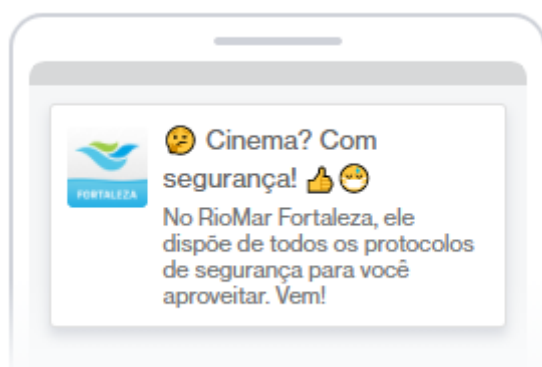 FORTALEZA
🤔 Cinema? Com
segurança! 👍😷
No RioMar Fortaleza, ele
dispõe de todos os protocolos
de segurança para você
aproveitar. Vem!